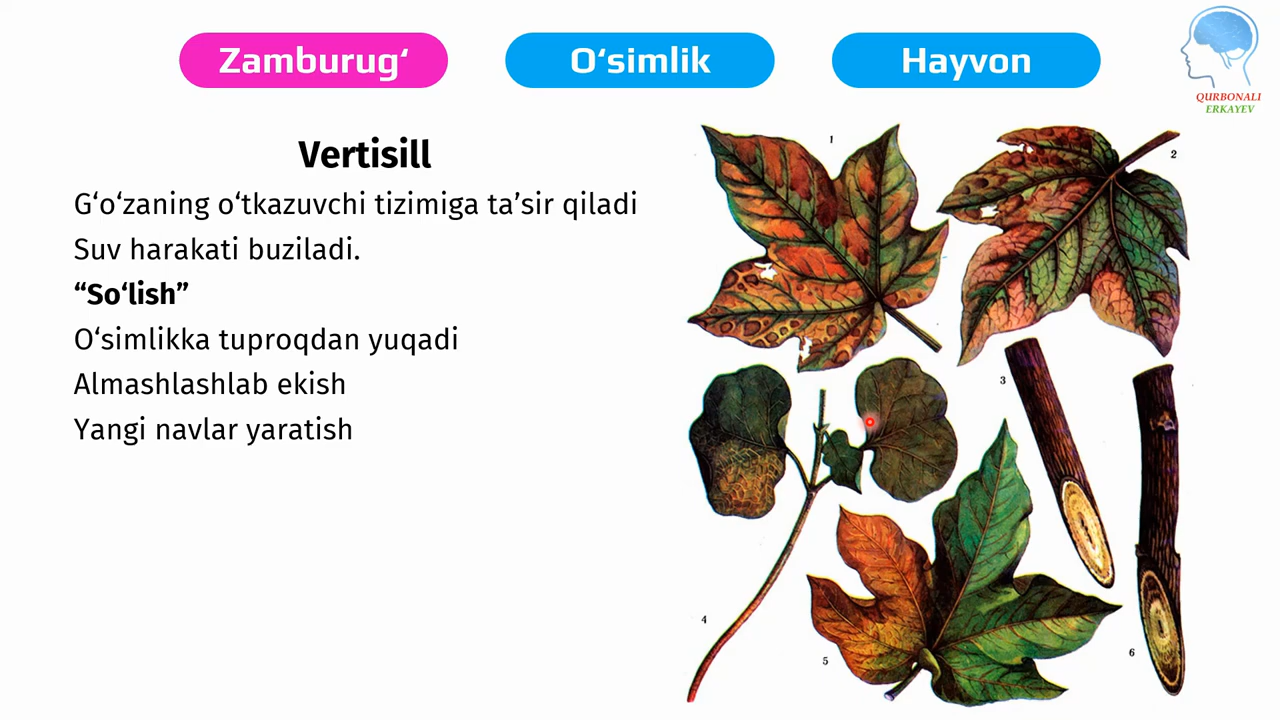 Zamburug‘
O‘simlik
Hayvon
QURBONALI
ERKAYEV
Vertisill
G‘o‘zaning o‘tkazuvchi tizimiga ta’sir qiladi
Suv harakati buziladi.
“So‘lish”
O‘simlikka tuproqdan yuqadi
Almashlashlab ekish
Yangi navlar yaratish
1
2
3
4
5
6